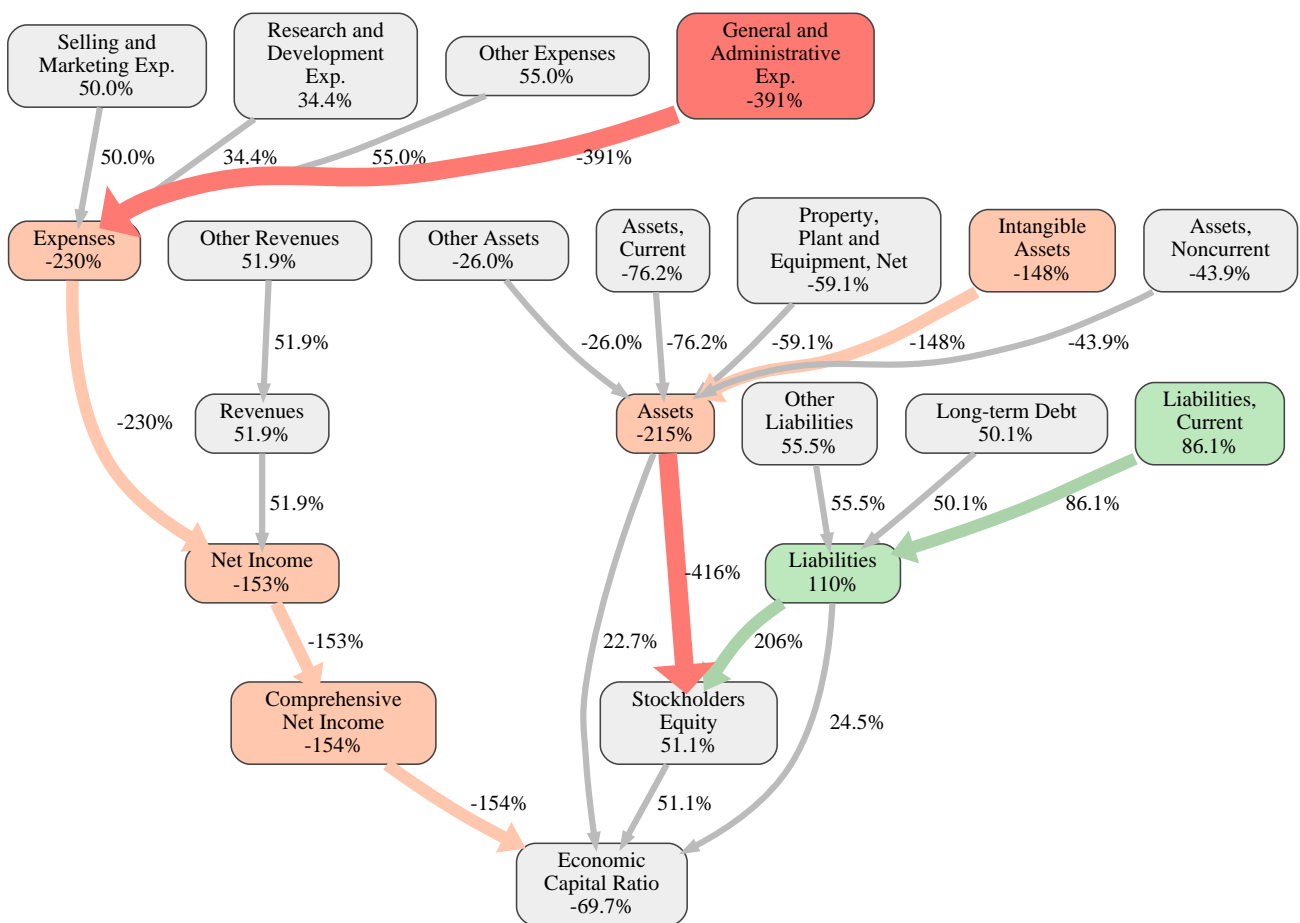 Selling and
Marketing Exp.
50.0%
Research and
Development
Exp.
34.4%
Other Expenses
55.0%
General and
Administrative
Exp.
-391%
50.0%
34.4%
55.0%
-391%
Expenses
-230%
Other Revenues
51.9%
Other Assets
-26.0%
Assets,
Current
-76.2%
Property,
Plant and
Equipment, Net
-59.1%
Intangible
Assets
-148%
Assets,
Noncurrent
-43.9%
51.9%
-26.0%
-76.2%
-59.1%
-148%
-43.9%
-230%
Revenues
51.9%
Assets
-215%
Other
Liabilities
55.5%
Long-term Debt
50.1%
Liabilities,
Current
86.1%
51.9%
55.5%
50.1%
86.1%
Net Income
-153%
-416%
Liabilities
110%
-153%
22.7%
206%
24.5%
Comprehensive
Net Income
-154%
Stockholders
Equity
51.1%
-154%
51.1%
Economic
Capital Ratio
-69.7%